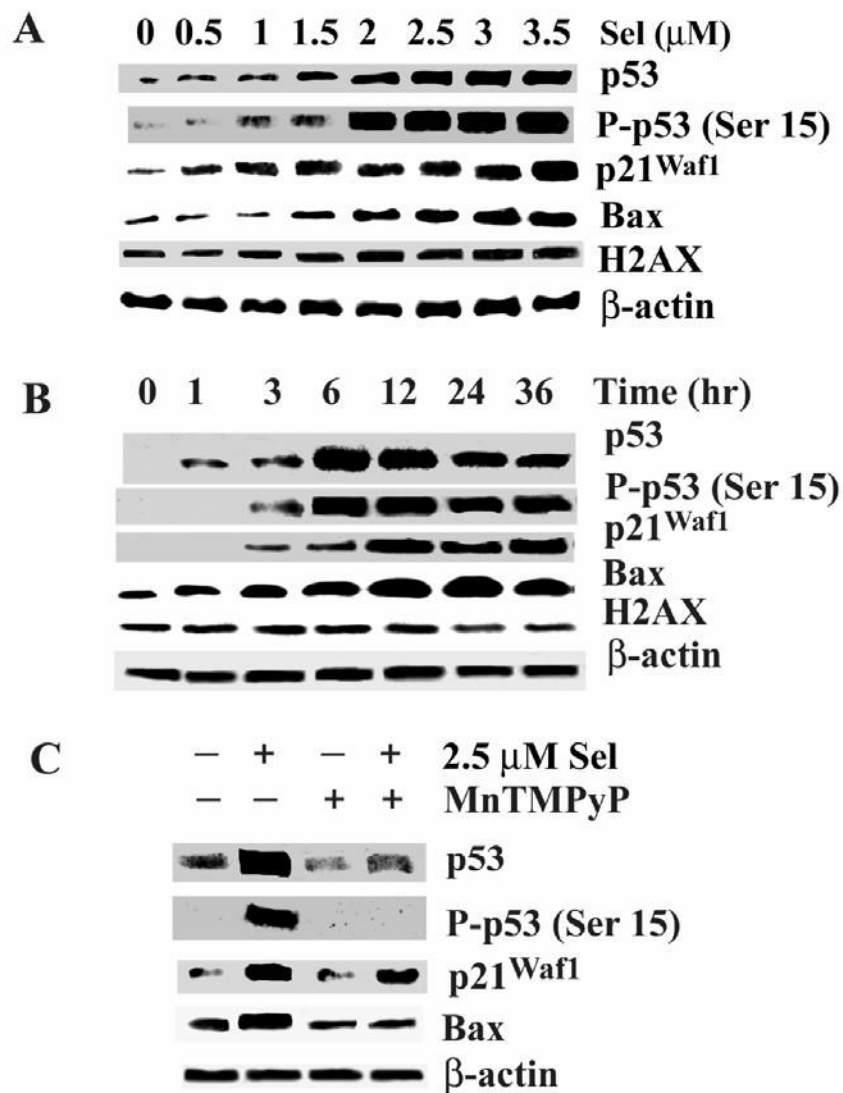 A
0 0.5 1 1.5 2 2.5 3 3.5 Sel (μM)
p53
P-p53 (Ser 15)
p21Waf1
Bax
H2AX
β-actin
B
0 1 3 6 12 24 36 Time (hr)
p53
P-p53 (Ser 15)
p21Waf1
Bax
H2AX
β-actin
C
– + – + 2.5 μM Sel
– – + + MnTMPyP
p53
P-p53 (Ser 15)
p21Waf1
Bax
β-actin